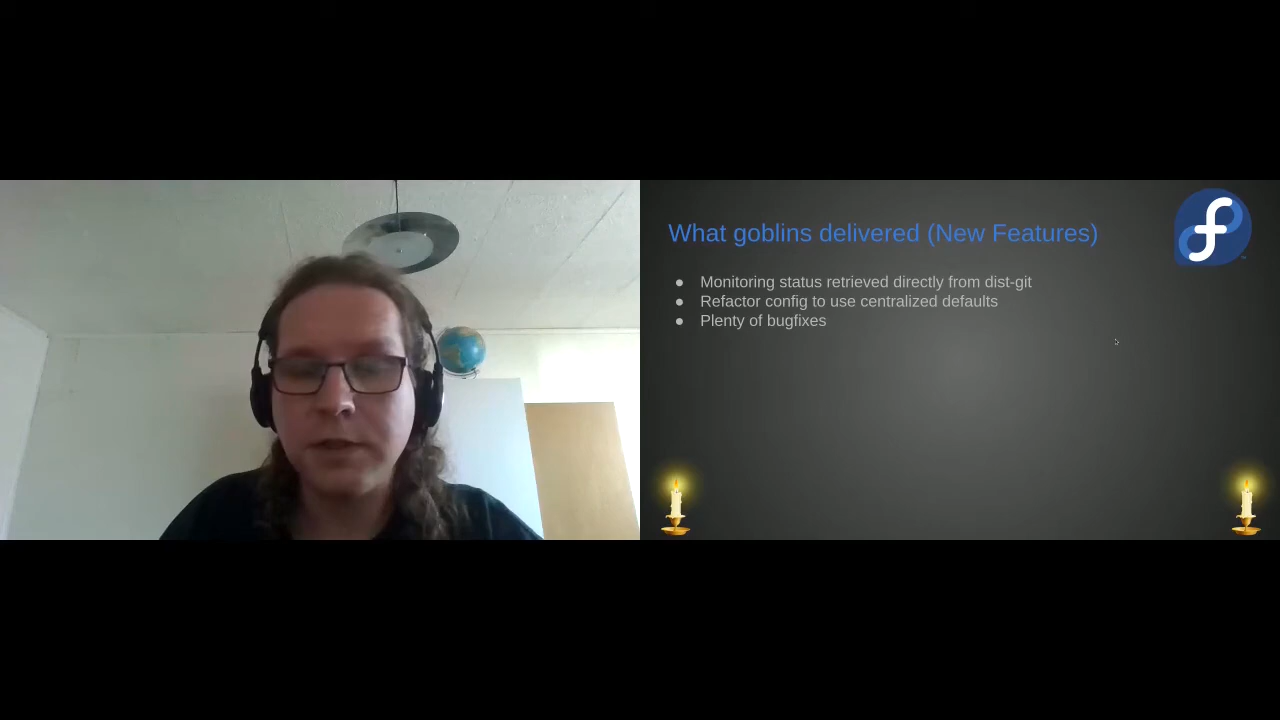 What goblins delivered (New Features)
● Monitoring status retrieved directly from dist-git
● Refactor config to use centralized defaults
● Plenty of bugfixes